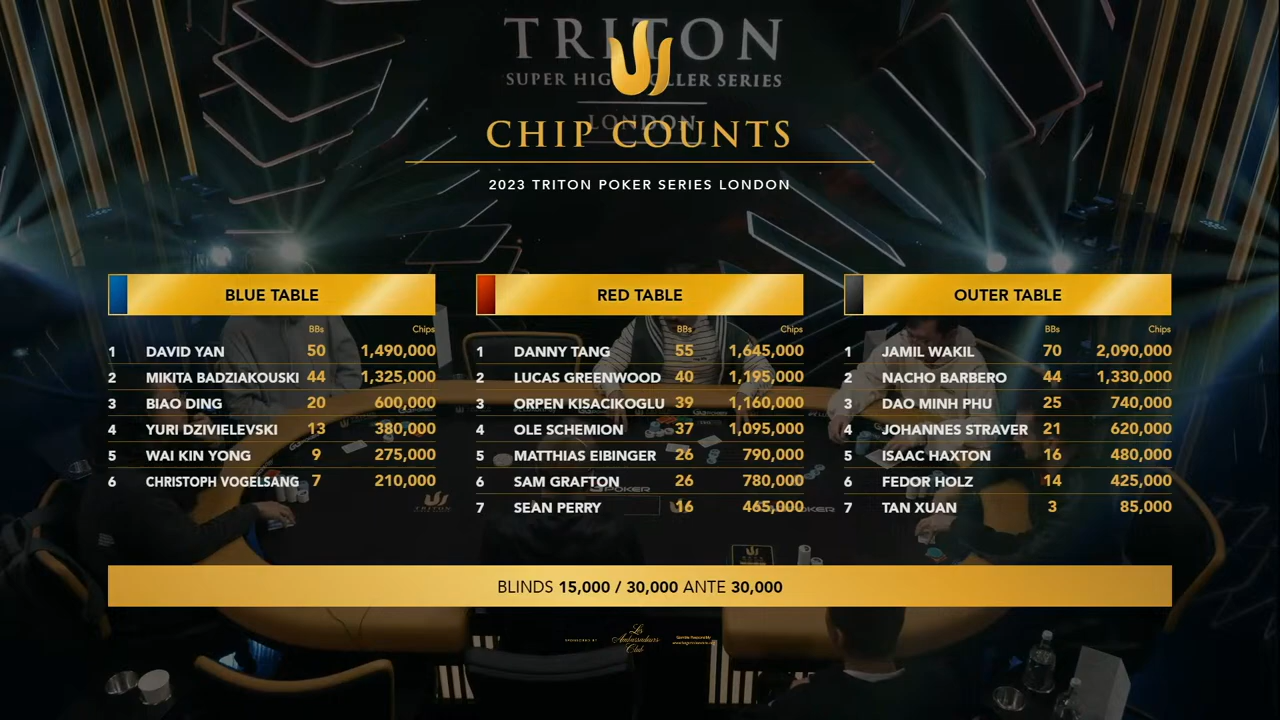 TRITON
SUPER HIGH ROLLER SERIES
LONDON
CHIP COUNTS
2023 TRITON POKER SERIES LONDON
BLUE TABLE
BBs Chips
1 DAVID YAN 50 1,490,000
2 MIKITA BADZIAKOUSKI 44 1,325,000
3 BIAO DING 20 600,000
4 YURI DZIVIELEVSKI 13 380,000
5 WAI KIN YONG 9 275,000
6 CHRISTOPH VOGELSANG 7 210,000
RED TABLE
BBs Chips
1 DANNY TANG 55 1,645,000
2 LUCAS GREENWOOD 40 1,195,000
3 ORPEN KISACIKOGLU 39 1,160,000
4 OLE SCHEMION 37 1,095,000
5 MATTHIAS EIBINGER 26 790,000
6 SAM GRAFTON 26 780,000
7 SEAN PERRY 16 465,000
OUTER TABLE
BBs Chips
1 JAMIL WAKIL 70 2,090,000
2 NACHO BARBERO 44 1,330,000
3 DAO MINH PHU 25 740,000
4 JOHANNES STRAVER 21 620,000
5 ISAAC HAXTON 16 480,000
6 FEDOR HOLZ 14 425,000
7 TAN XUAN 3 85,000
BLINDS 15,000 / 30,000 ANTE 30,000
SPONSORED BY
Les
Ambassadeurs
Club